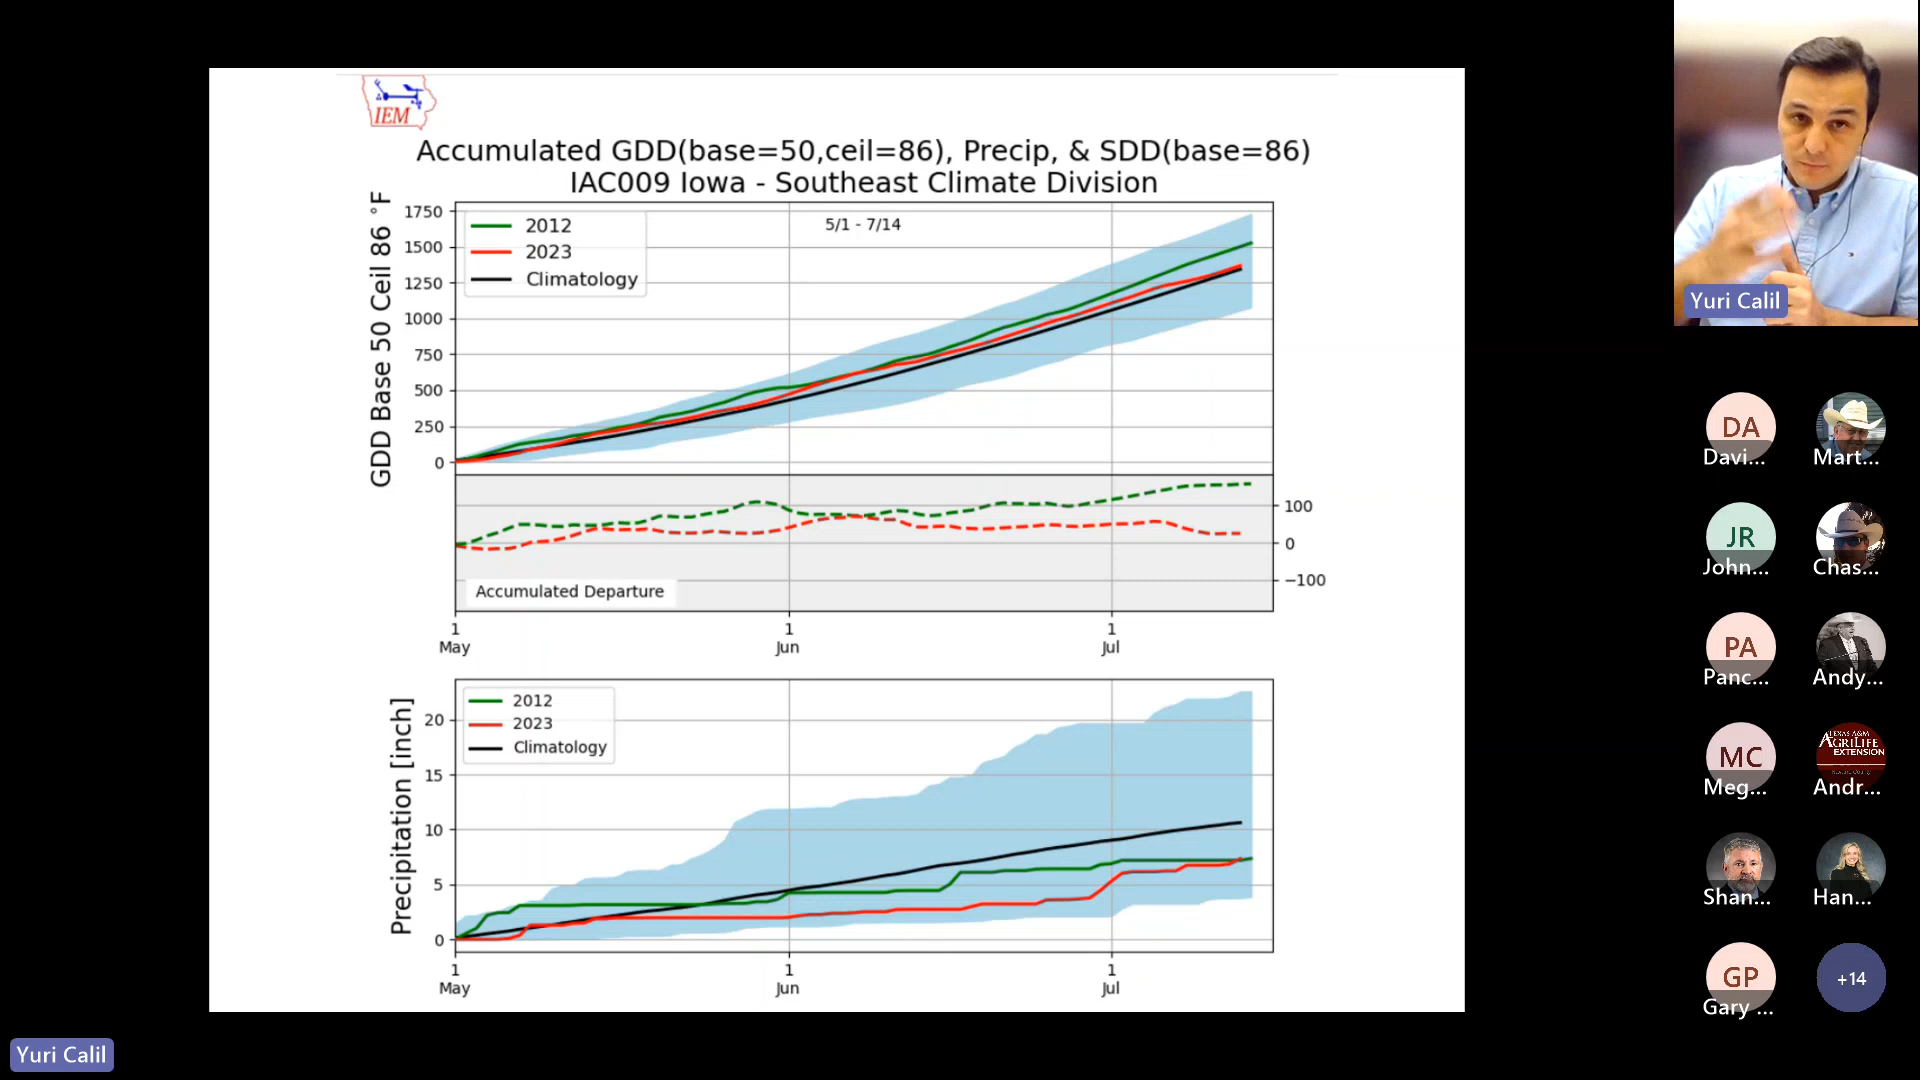 IEM
Accumulated GDD(base=50,ceil=86), Precip, & SDD(base=86)
IAC009 Iowa - Southeast Climate Division
GDD Base 50 Ceil 86 °F
1750
1500
1250
1000
750
500
250
0
2012
2023
Climatology
5/1 - 7/14
100
0
−100
Accumulated Departure
1
May
1
Jun
1
Jul
Precipitation [inch]
20
15
10
5
0
2012
2023
Climatology
1
May
1
Jun
1
Jul
Yuri Calil
Yuri Calil
DA
Davi...
Mart...
JR
John...
Chas...
PA
Panc...
Andy...
MC
Meg...
TEXAS A&M
AGRILIFE
EXTENSION
Andr...
Shan...
Han...
GP
Gary ...
+14